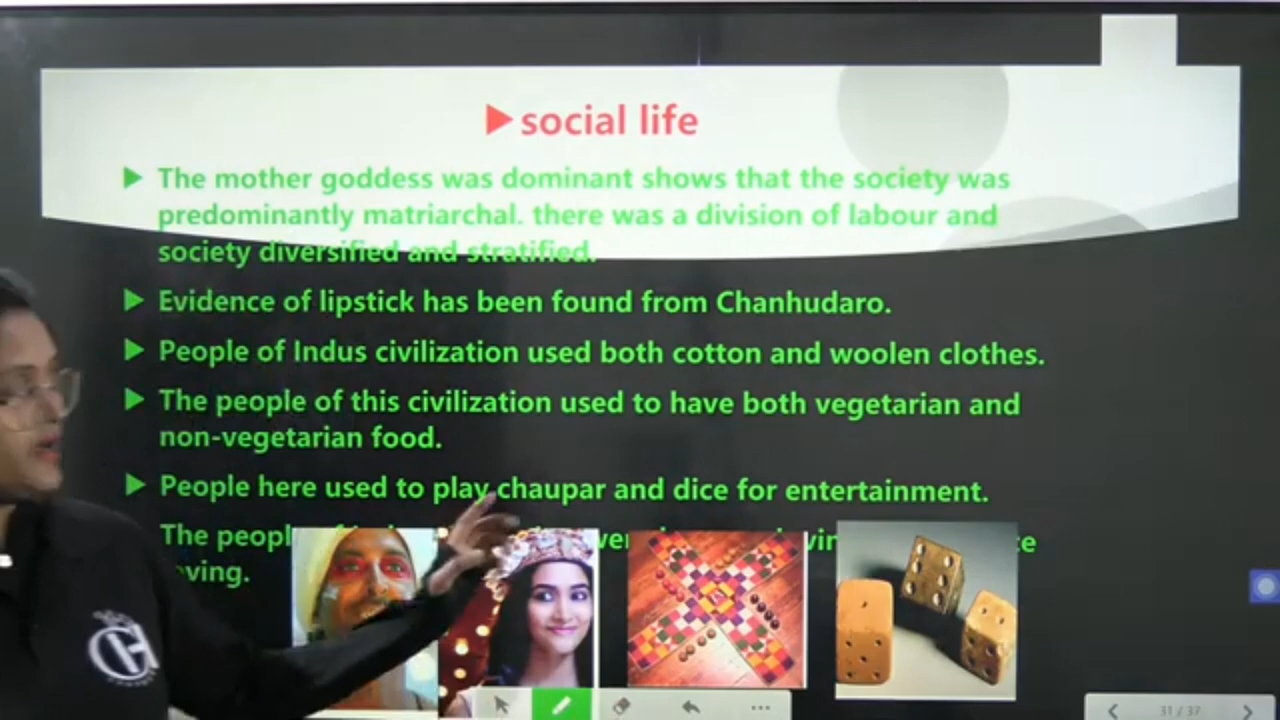 social life
The mother goddess was dominant shows that the society was
predominantly matriarchal. there was a division of labour and
society diversified and stratified.
Evidence of lipstick has been found from Chanhudaro.
People of Indus civilization used both cotton and woolen clothes.
The people of this civilization used to have both vegetarian and
non-vegetarian food.
People here used to play chaupar and dice for entertainment.
The
31 / 37